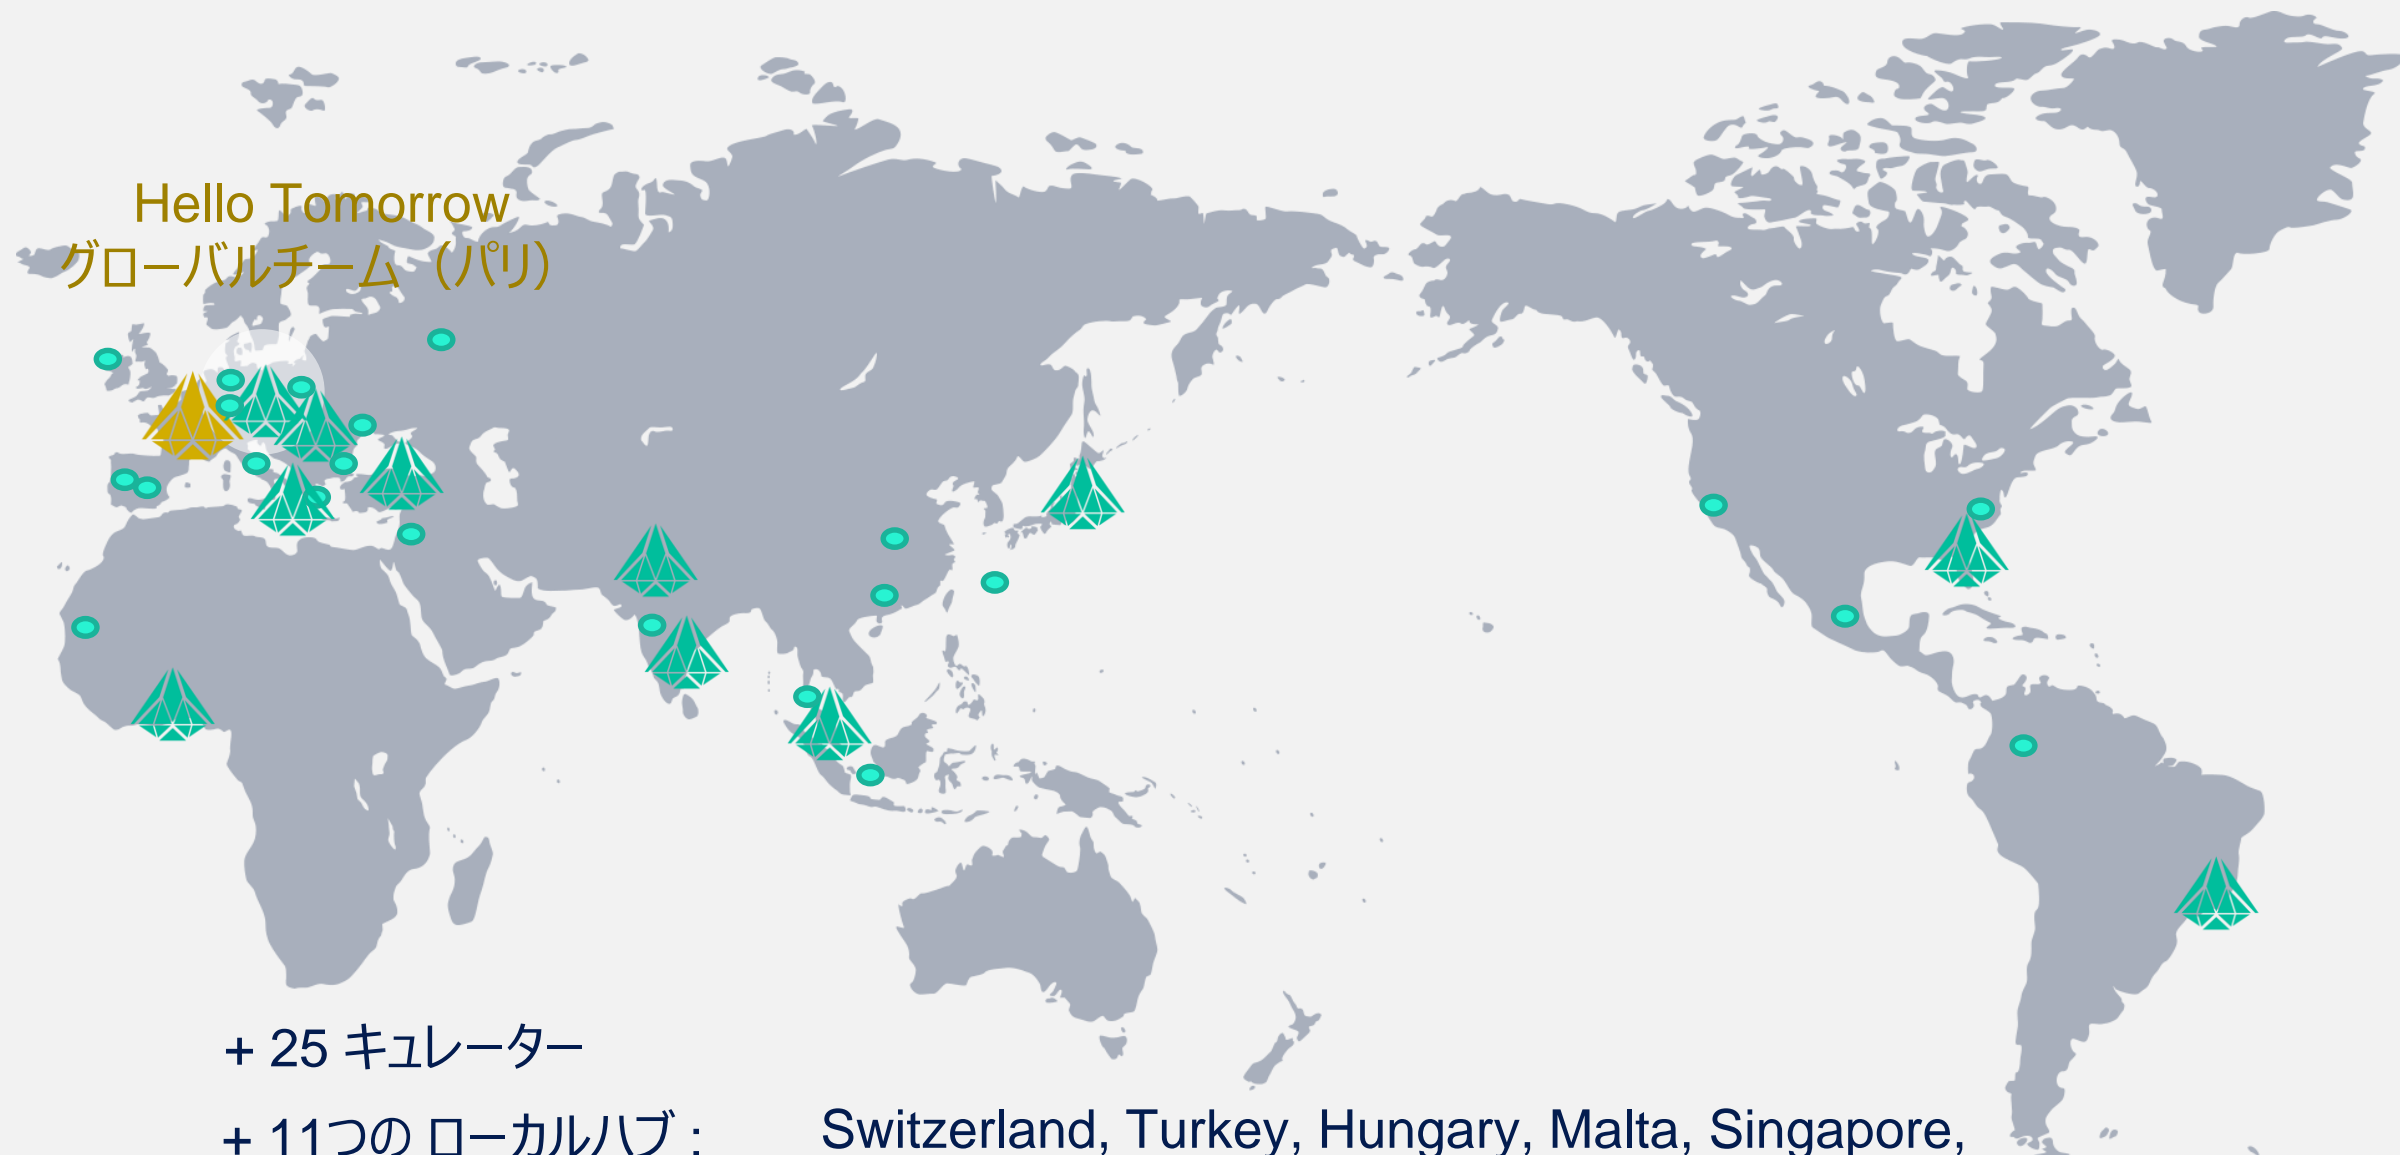 Hello Tomorrow
グローバルチーム（パリ）
+ 25 キュレーター
+ 11つの ローカルハブ： Switzerland, Turkey, Hungary, Malta, Singapore,